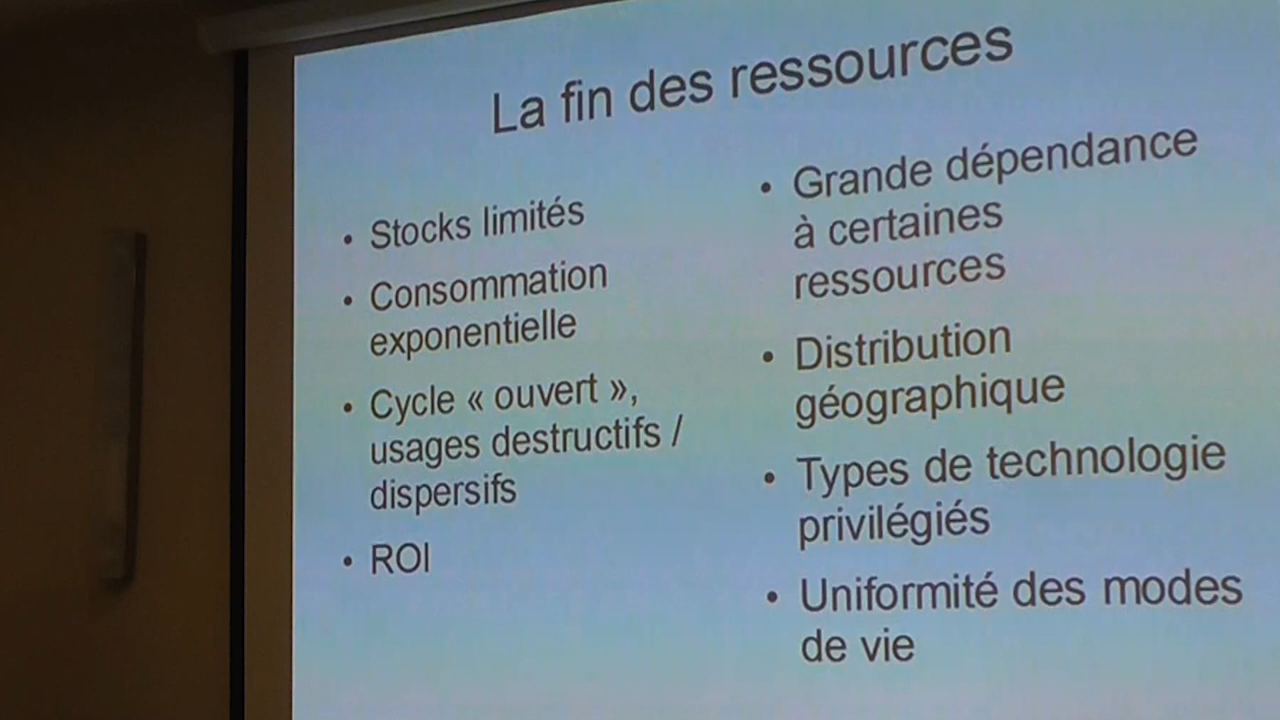 La fin des ressources
• Stocks limités
• Consommation
exponentielle
• Cycle « ouvert »,
usages destructifs /
dispersifs
• ROI
• Grande dépendance
à certaines
ressources
• Distribution
géographique
• Types de technologie
privilégiés
• Uniformité des modes
de vie